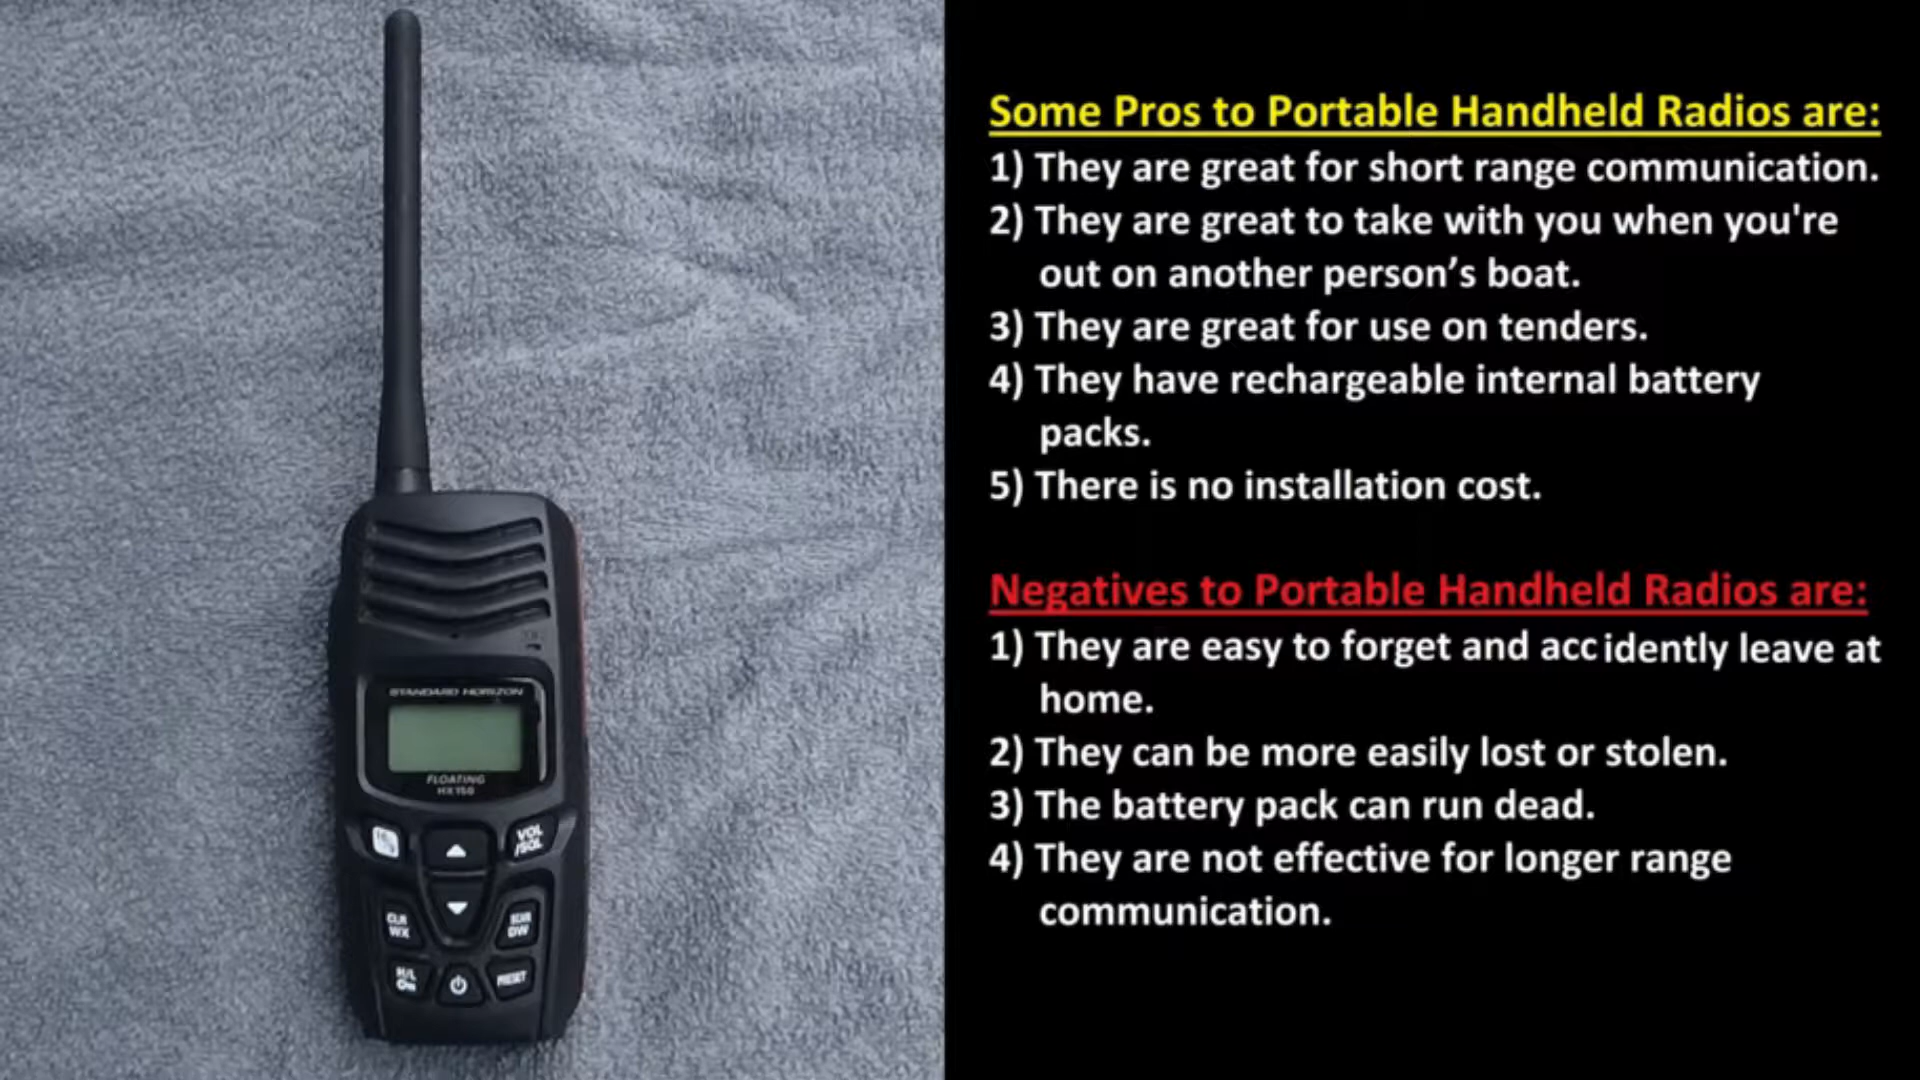 Some Pros to Portable Handheld Radios are:
1) They are great for short range communication.
2) They are great to take with you when you're
out on another person’s boat.
3) They are great for use on tenders.
4) They have rechargeable internal battery
packs.
5) There is no installation cost.
Negatives to Portable Handheld Radios are:
1) They are easy to forget and accidently leave at
home.
2) They can be more easily lost or stolen.
3) The battery pack can run dead.
4) They are not effective for longer range
communication.
STANDARD HORIZON
FLOATING
HX150
VOL
/SQL
CLR
WX
SCAN
DW
H/L
PRESET